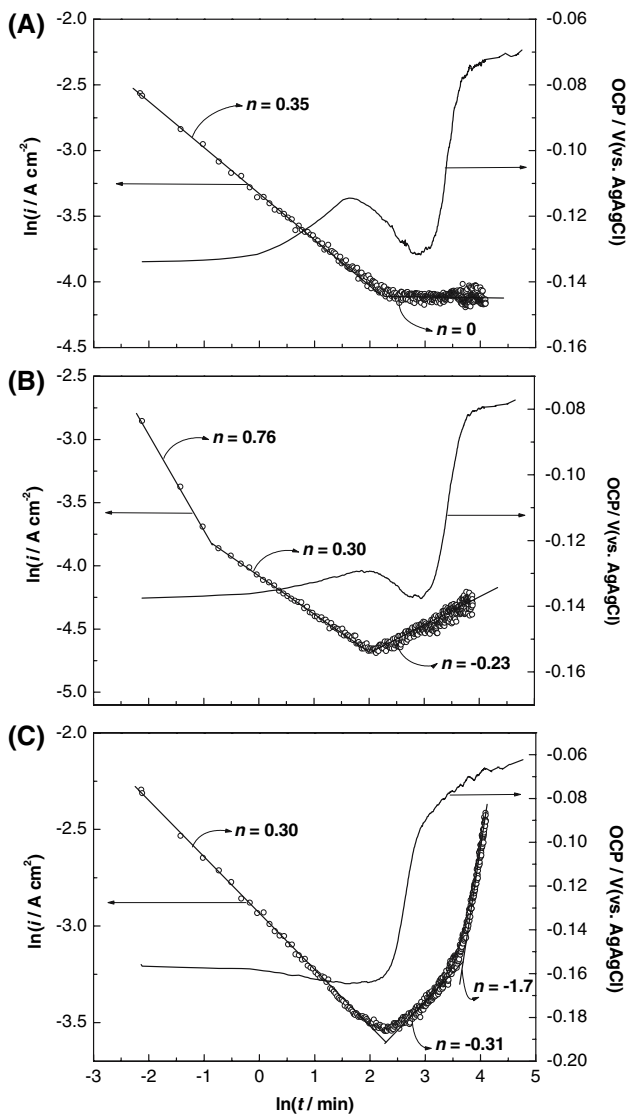 (A)
-2.0
-2.5
-3.0
-3.5
-4.0
-4.5
ln(i / A cm⁻²)
n = 0.35
n = 0
-0.06
-0.08
-0.10
-0.12
-0.14
-0.16
OCP / V(vs. AgAgCl)
(B)
-2.5
-3.0
-3.5
-4.0
-4.5
-5.0
ln(i / A cm⁻²)
n = 0.76
n = 0.30
n = -0.23
-0.08
-0.10
-0.12
-0.14
-0.16
OCP/ V(vs. AgAgCl)
(C)
-2.0
-2.5
-3.0
-3.5
ln(i / A cm²)
n = 0.30
n = -1.7
n = -0.31
-0.06
-0.08
-0.10
-0.12
-0.14
-0.16
-0.18
-0.20
OCP / V(vs. AgAgCl)
-3 -2 -1 0 1 2 3 4 5
ln(t / min)